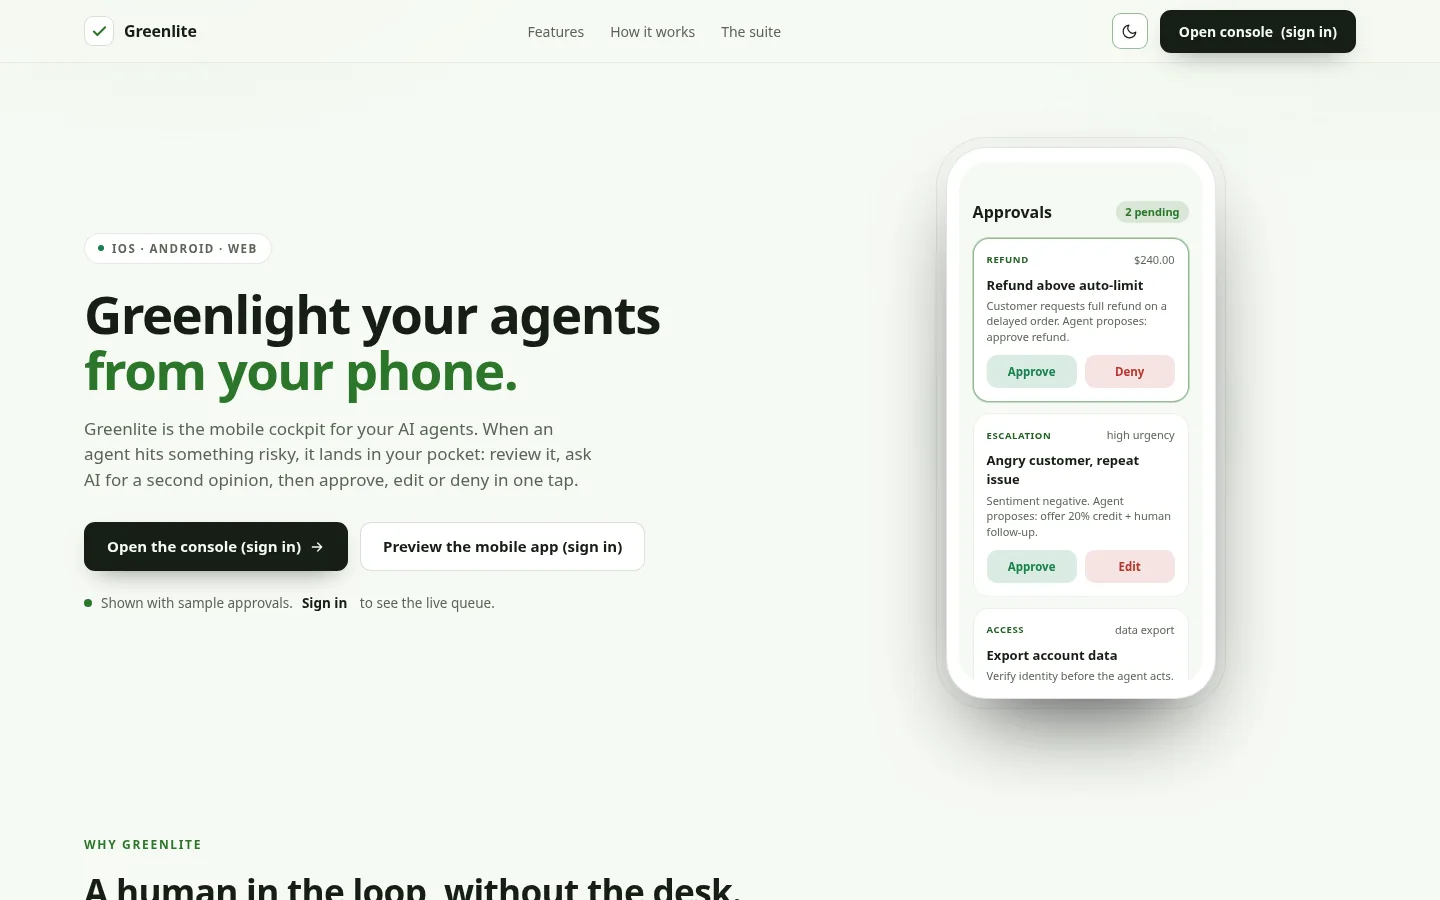 Greenlite
Features
How it works
The suite
Open console (sign in)
IOS · ANDROID · WEB
Greenlight your agents
from your phone.
Greenlite is the mobile cockpit for your AI agents. When an
agent hits something risky, it lands in your pocket: review it, ask
AI for a second opinion, then approve, edit or deny in one tap.
Open the console (sign in) →
Preview the mobile app (sign in)
Shown with sample approvals. Sign in to see the live queue.
Approvals
2 pending
REFUND
$240.00
Refund above auto-limit
Customer requests full refund on a
delayed order. Agent proposes:
approve refund.
Approve
Deny
ESCALATION
high urgency
Angry customer, repeat
issue
Sentiment negative. Agent
proposes: offer 20% credit + human
follow-up.
Approve
Edit
ACCESS
data export
Export account data
Verify identity before the agent acts.
WHY GREENLITE
A human in the loop, without the desk.